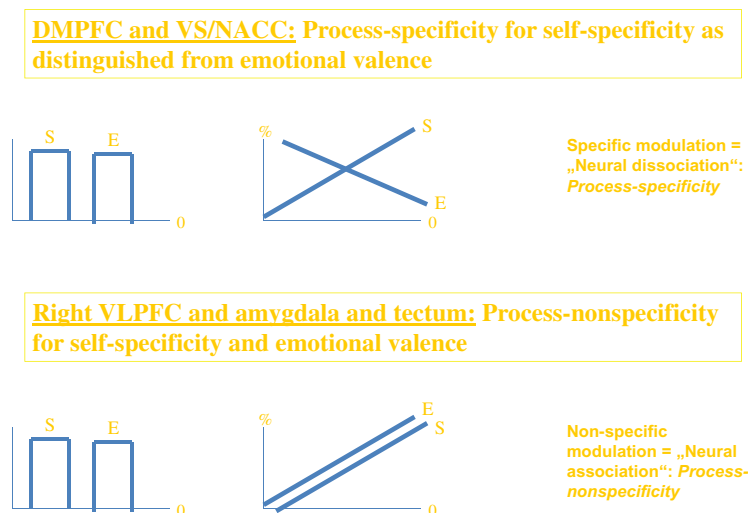 DMPFC and VS/NACC: Process-specificity for self-specificity as
distinguished from emotional valence
S
E
0
%
S
E
0
Specific modulation =
„Neural dissociation“:
Process-specificity
Right VLPFC and amygdala and tectum: Process-nonspecificity
for self-specificity and emotional valence
S
E
0
%
E
S
0
Non-specific
modulation = „Neural
association“: Process-
nonspecificity